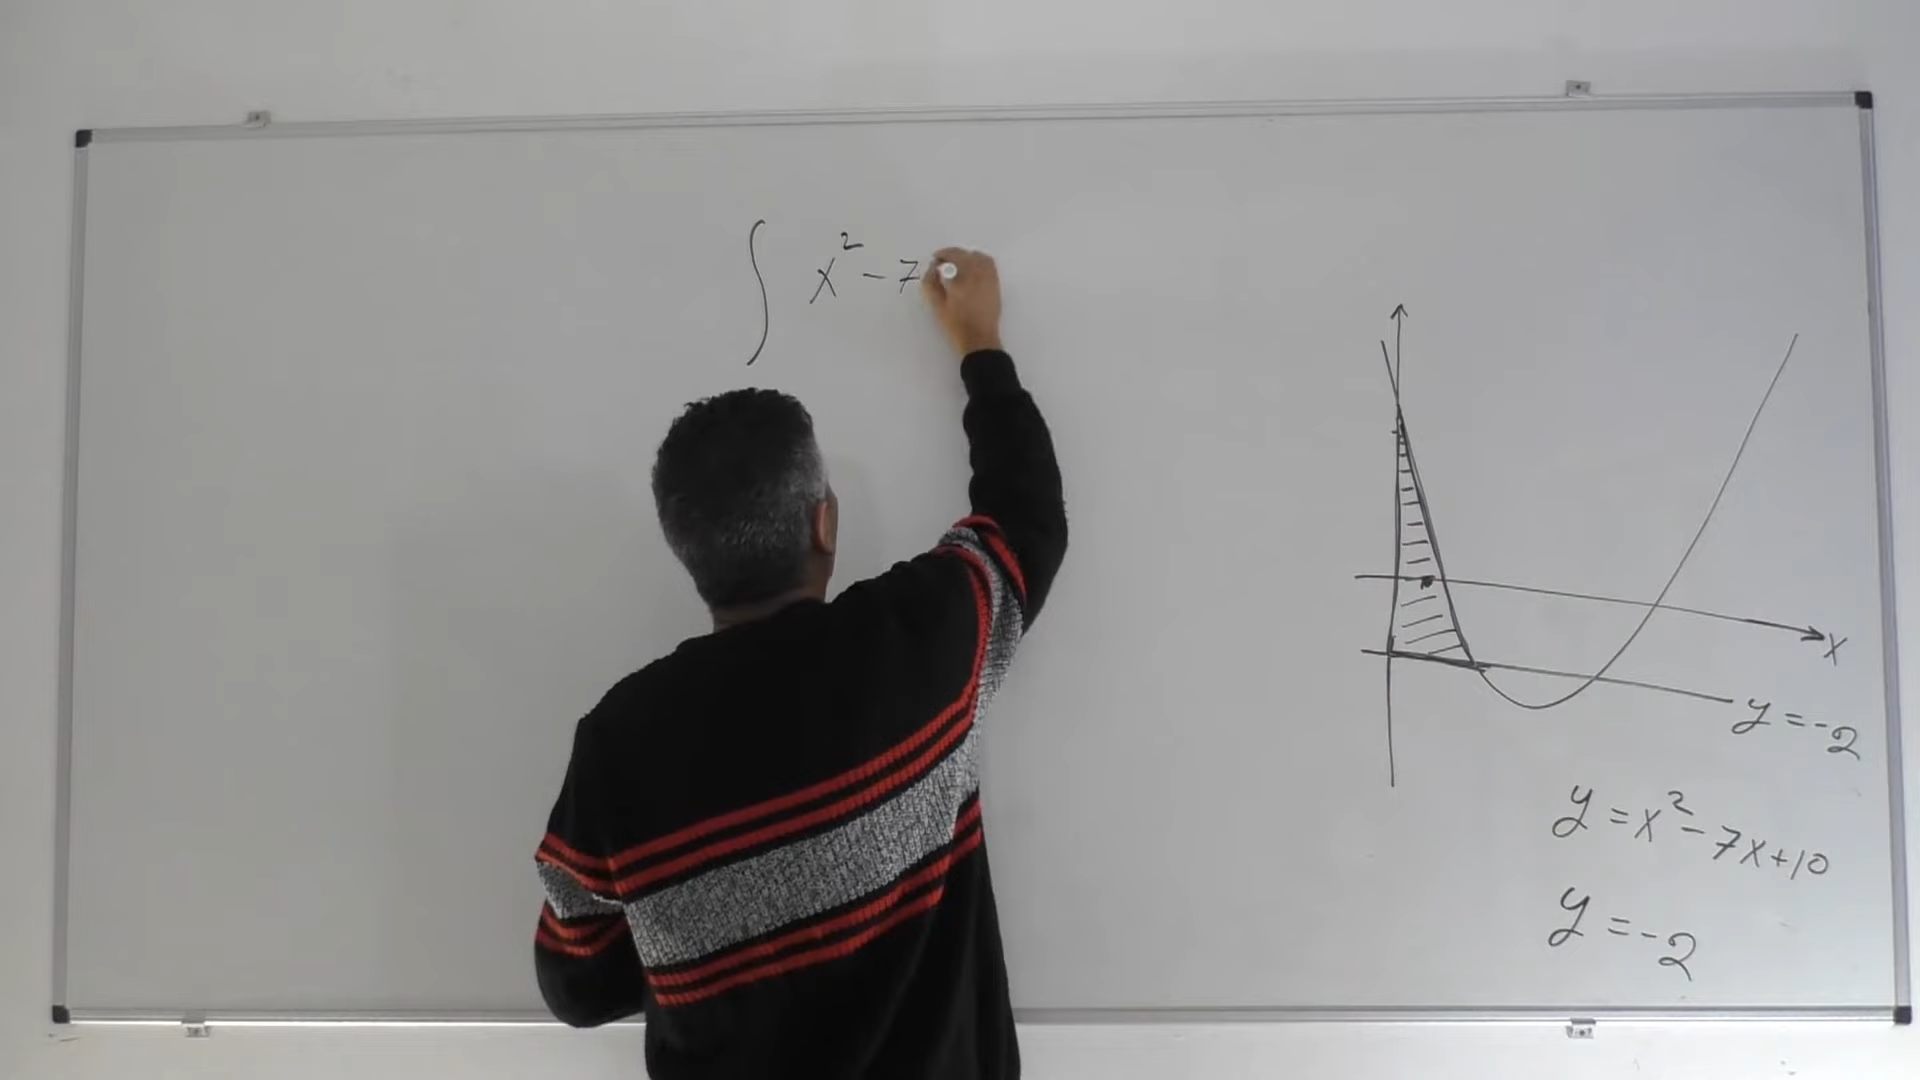 ∫ x² - 7
x
y = -2
y = x² - 7x + 10
y = -2